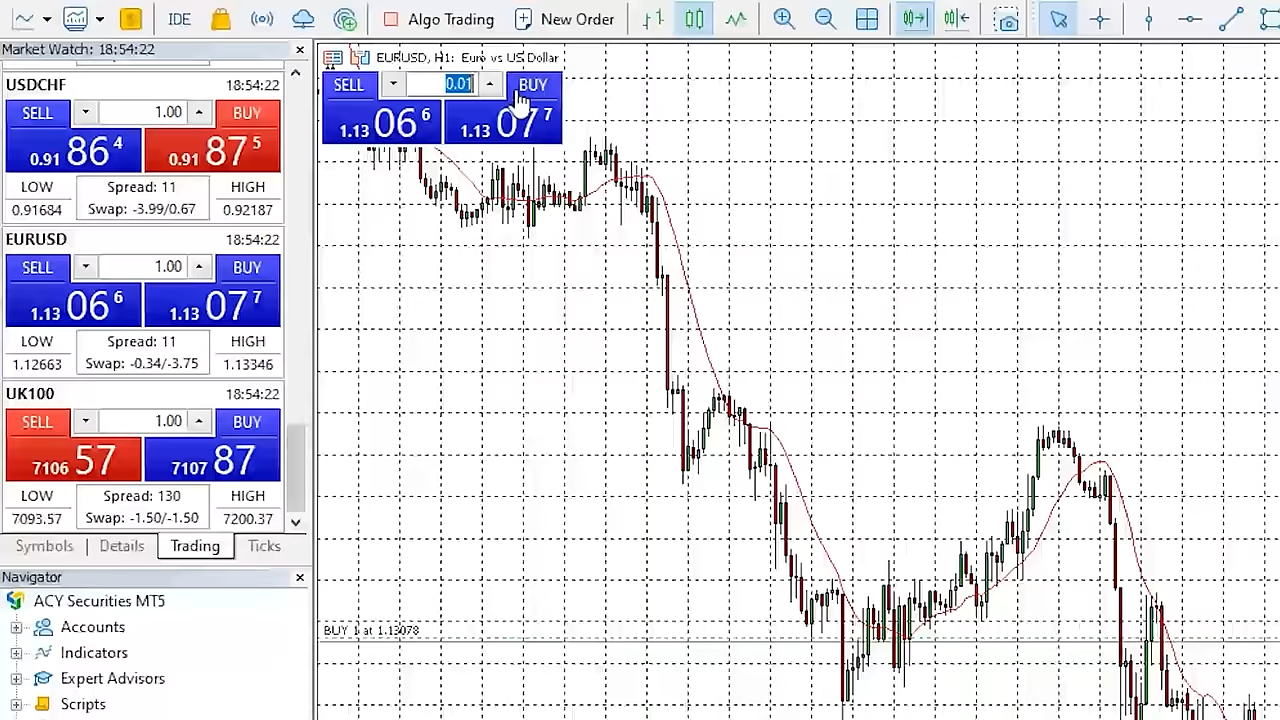 IDE
Algo Trading
New Order
Market Watch: 18:54:22
USDCHF 18:54:22
SELL 1.00 BUY
0.91 86 4 0.91 87 5
LOW Spread: 11 HIGH
0.91684 Swap: -3.99/0.67 0.92187
EURUSD 18:54:22
SELL 1.00 BUY
1.13 06 6 1.13 07 7
LOW Spread: 11 HIGH
1.12663 Swap: -0.34/-3.75 1.13346
UK100 18:54:22
SELL 1.00 BUY
7106 57 7107 87
LOW Spread: 130 HIGH
7093.57 Swap: -1.50/-1.50 7200.37
Symbols Details Trading Ticks
Navigator
ACY Securities MT5
Accounts
Indicators
Expert Advisors
Scripts
EURUSD, H1: Euro vs US Dollar
SELL 0.01 BUY
1.13 06 6 1.13 07 7
BUY 1 at 1.13078